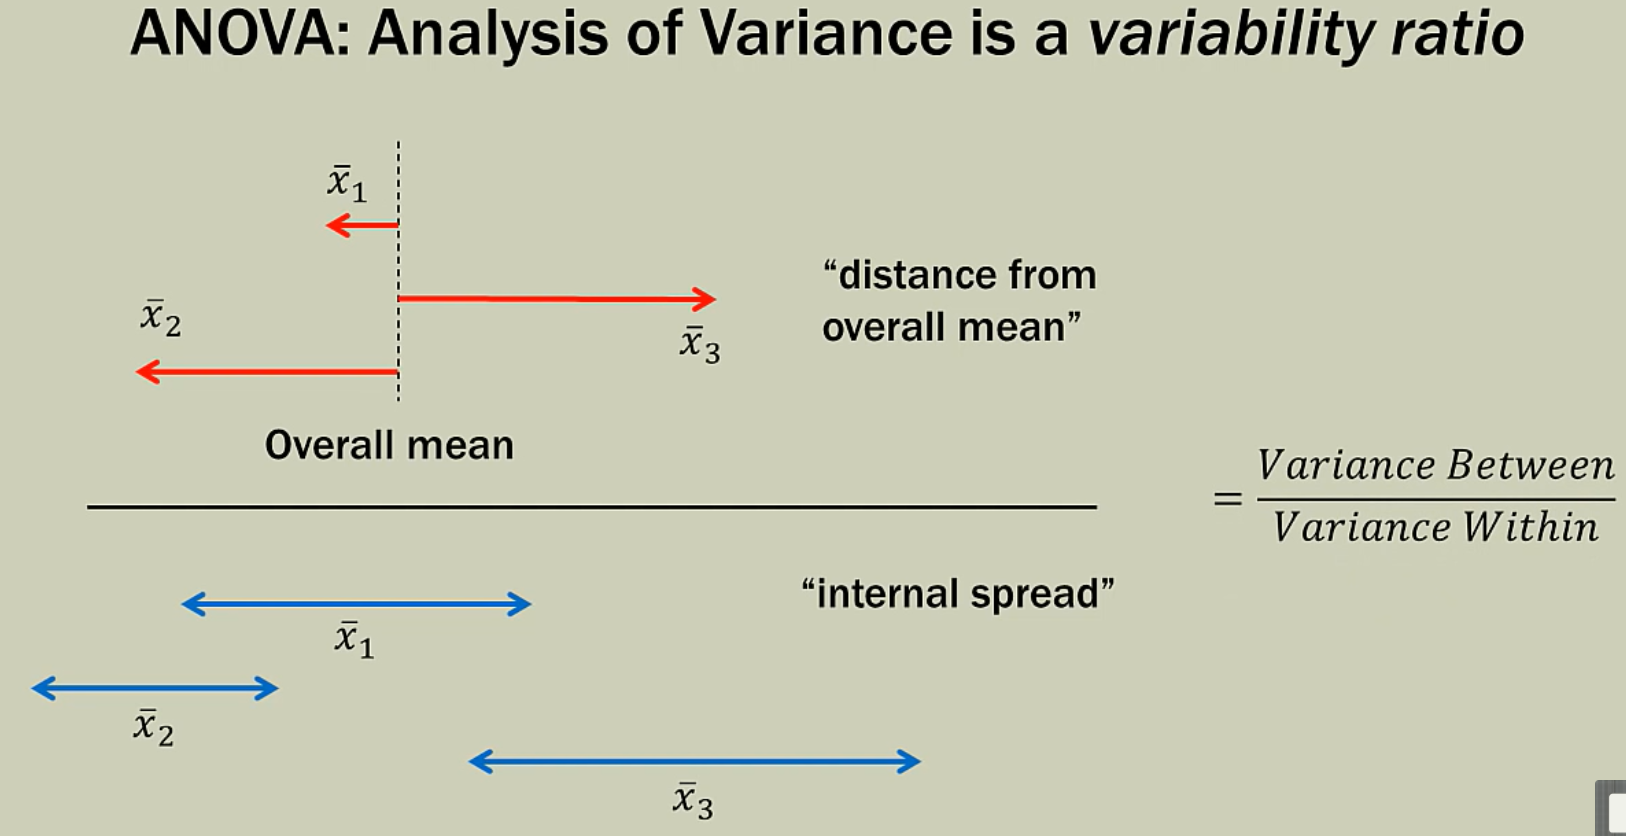 ANOVA: Analysis of Variance is a variability ratio
x̄₁
x̄₂
x̄₃
“distance from
overall mean”
Overall mean
= Variance Between
Variance Within
“internal spread”
x̄₁
x̄₂
x̄₃